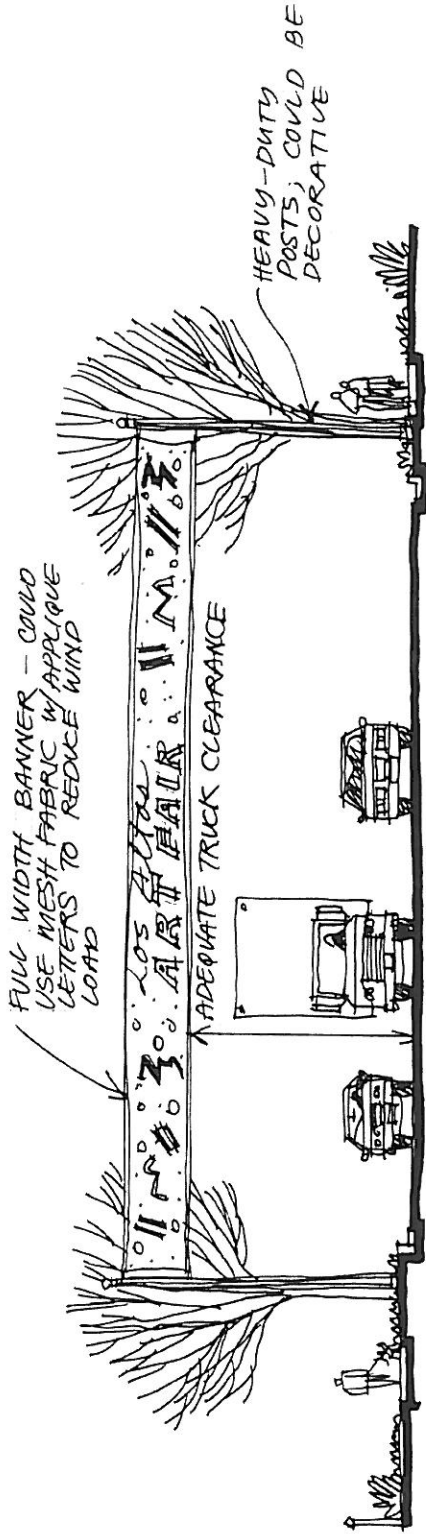 FULL WIDTH BANNER — COULD
USE MESH FABRIC W/ APPLIQUE
LETTERS TO REDUCE WIND
LOAD
Los Altos
ART FAIR
ADEQUATE TRUCK CLEARANCE
HEAVY-DUTY
POSTS; COULD BE
DECORATIVE